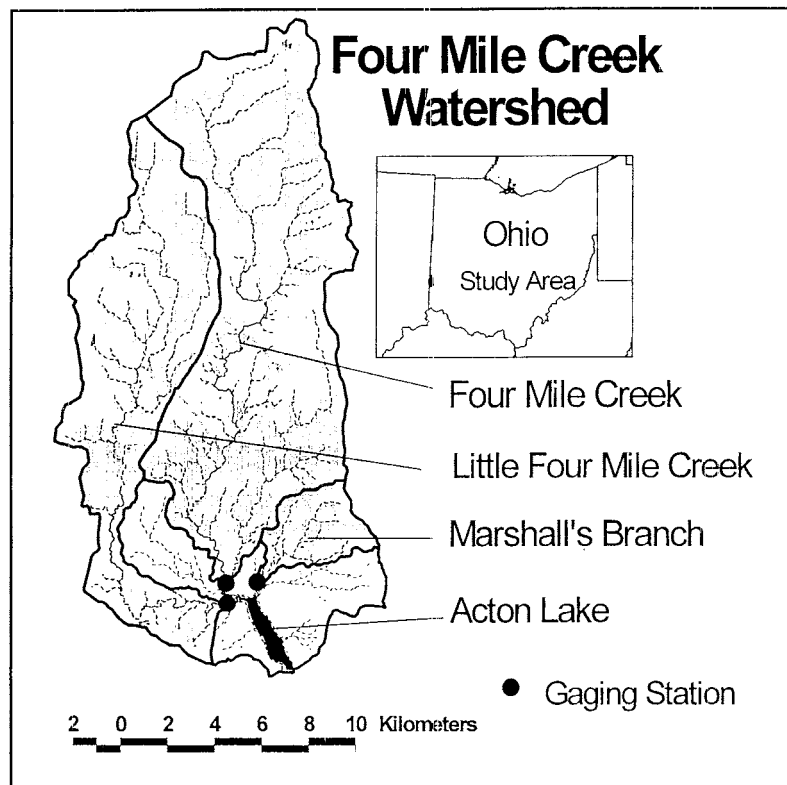 Four Mile Creek
Watershed
Ohio
Study Area
Four Mile Creek
Little Four Mile Creek
Marshall's Branch
Acton Lake
Gaging Station
2 0 2 4 6 8 10 Kilometers